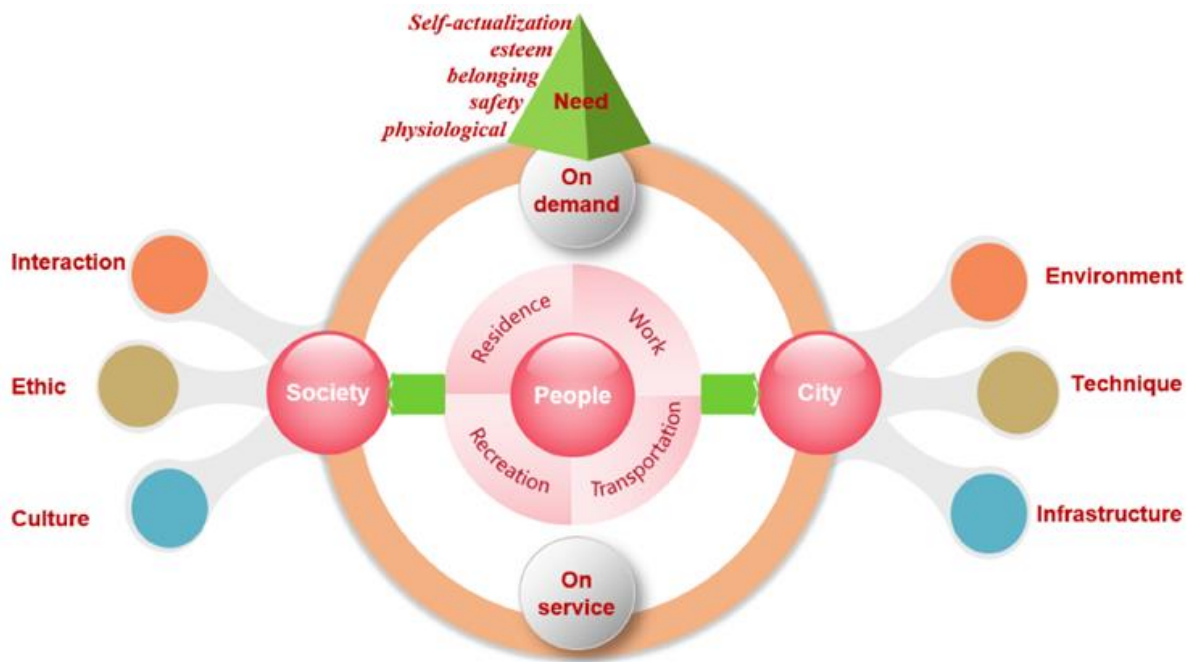 Self-actualization
esteem
belonging
safety
physiological
Need
On
demand
Interaction
Ethic
Culture
Society
Residence
Work
People
Recreation
Transportation
City
Environment
Technique
Infrastructure
On
service